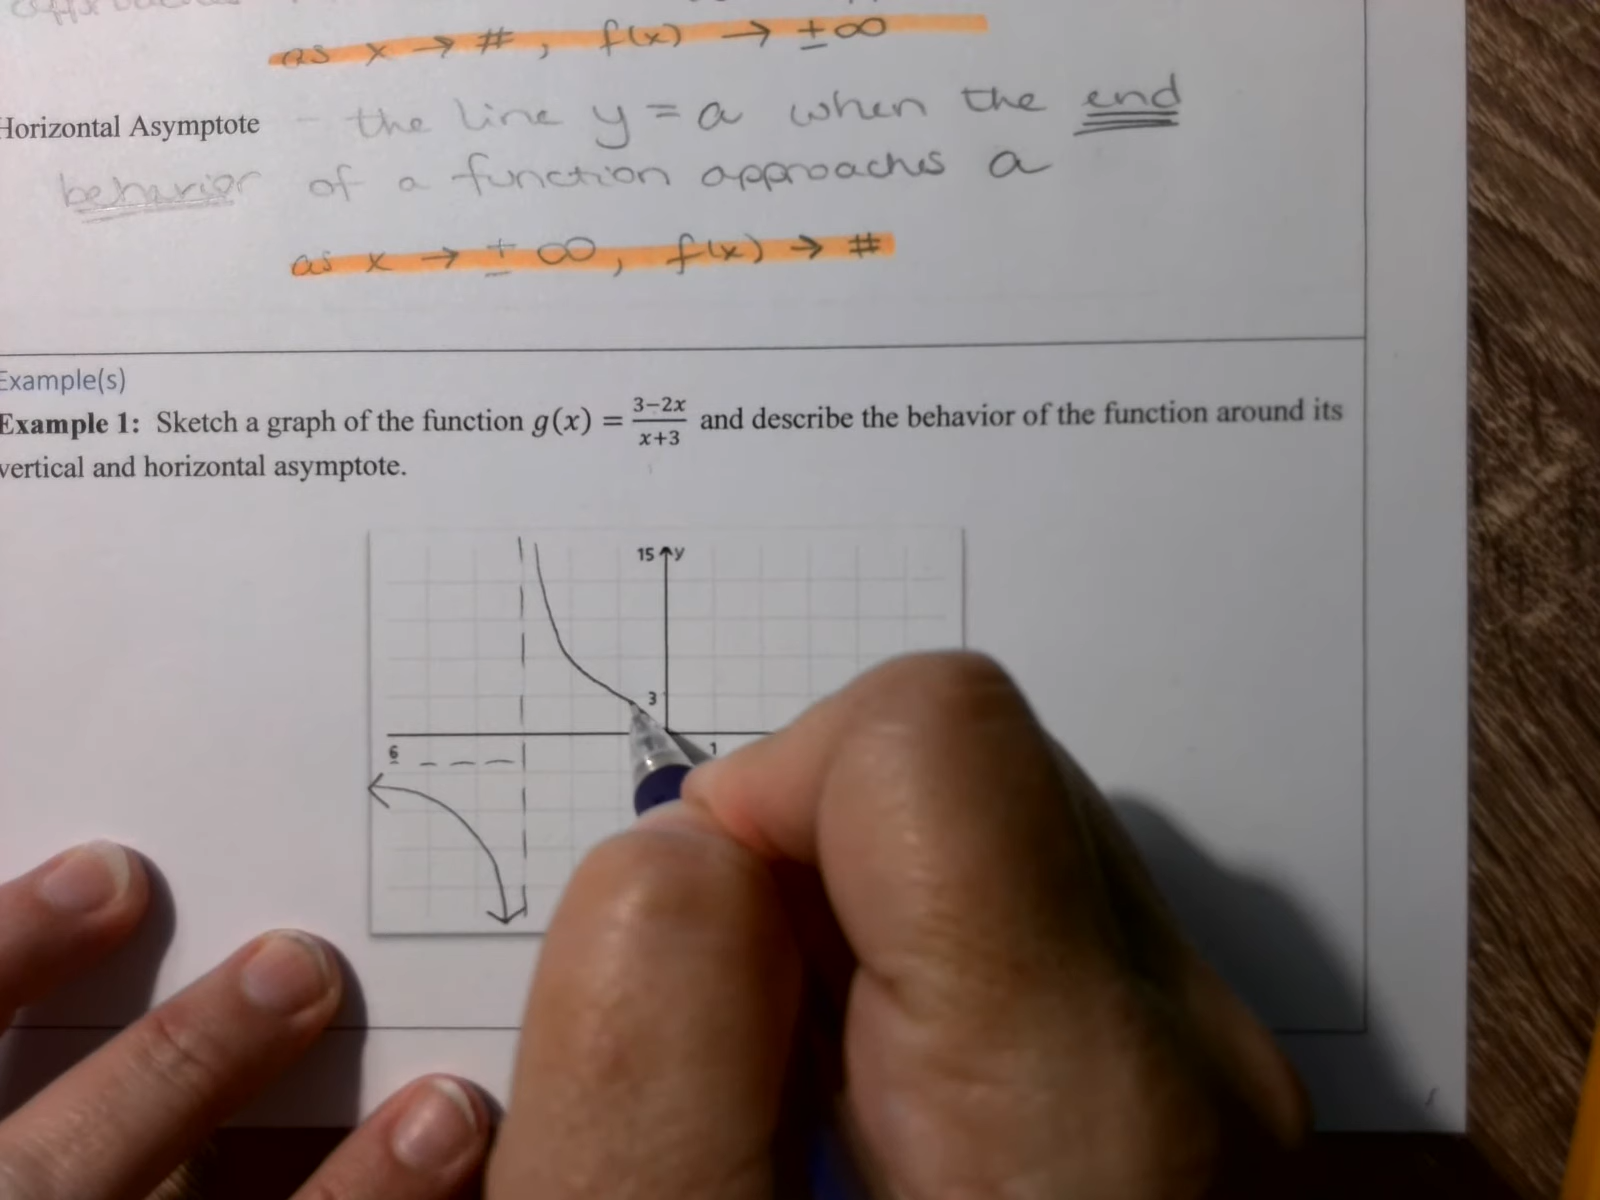 as x → #, f(x) → ±∞
Horizontal Asymptote - the line y = a when the end
behavior of a function approaches a
as x → ±∞, f(x) → #
Example(s)
Example 1: Sketch a graph of the function g(x) = 3−2x / x+3 and describe the behavior of the function around its
vertical and horizontal asymptote.
15 y
3
6 1